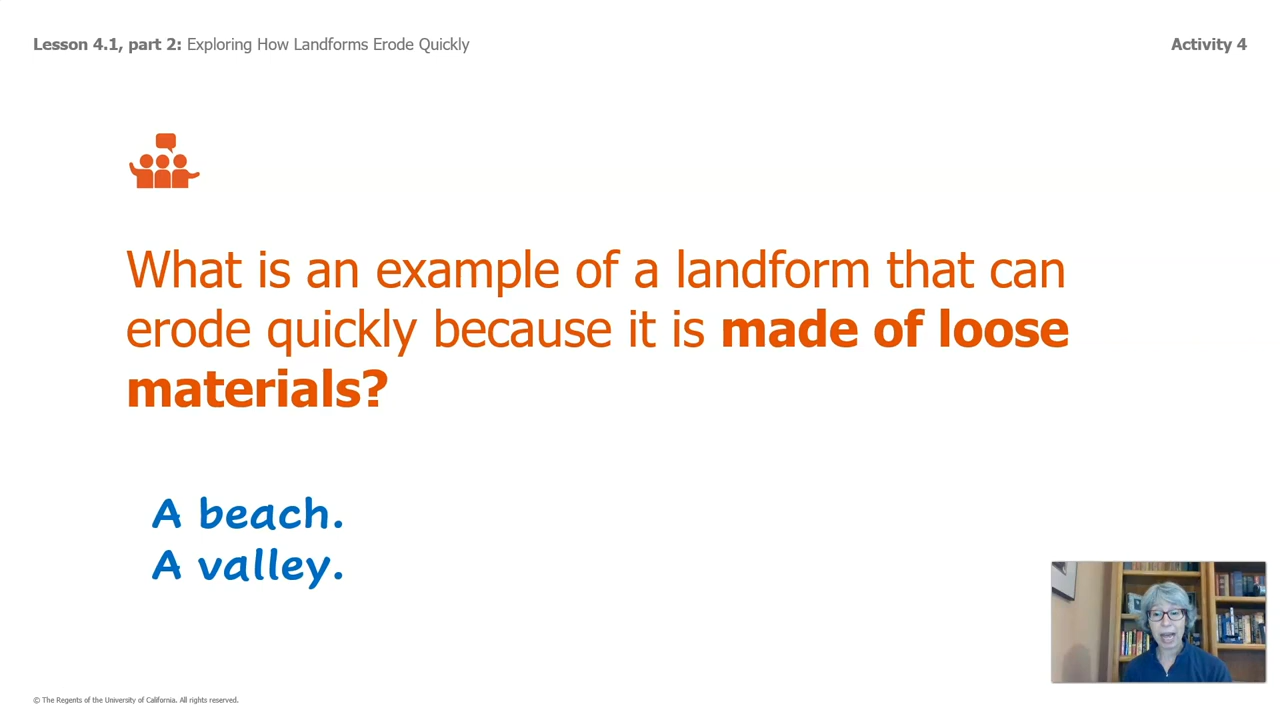 Lesson 4.1, part 2: Exploring How Landforms Erode Quickly
Activity 4
What is an example of a landform that can
erode quickly because it is made of loose
materials?
A beach.
A valley.
© The Regents of the University of California. All rights reserved.